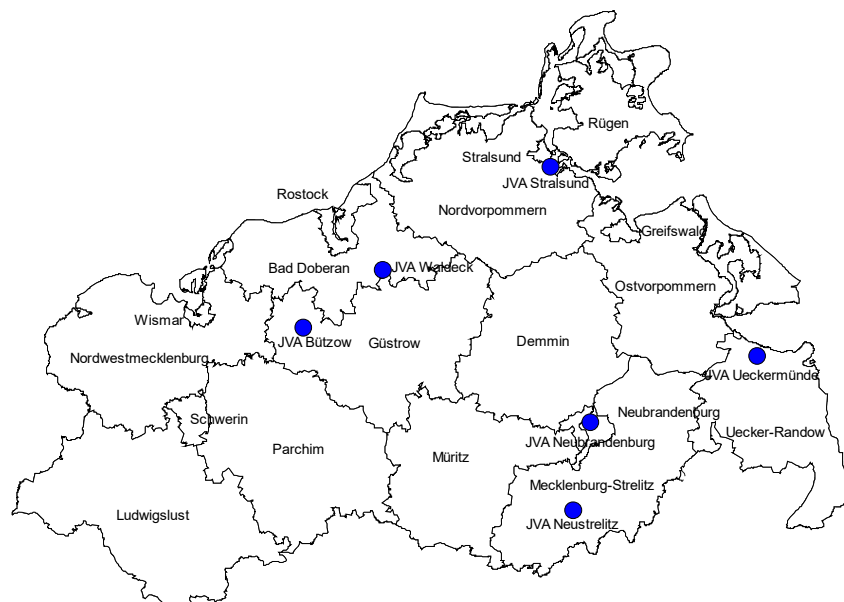 Rügen
Stralsund
JVA Stralsund
Rostock
Nordvorpommern
Greifswald
Bad Doberan
JVA Waldeck
Ostvorpommern
Wismar
JVA Bützow
Güstrow
Demmin
Nordwestmecklenburg
JVA Ueckermünde
Schwerin
Neubrandenburg
Uecker-Randow
JVA Neubrandenburg
Parchim
Müritz
Mecklenburg-Strelitz
Ludwigslust
JVA Neustrelitz